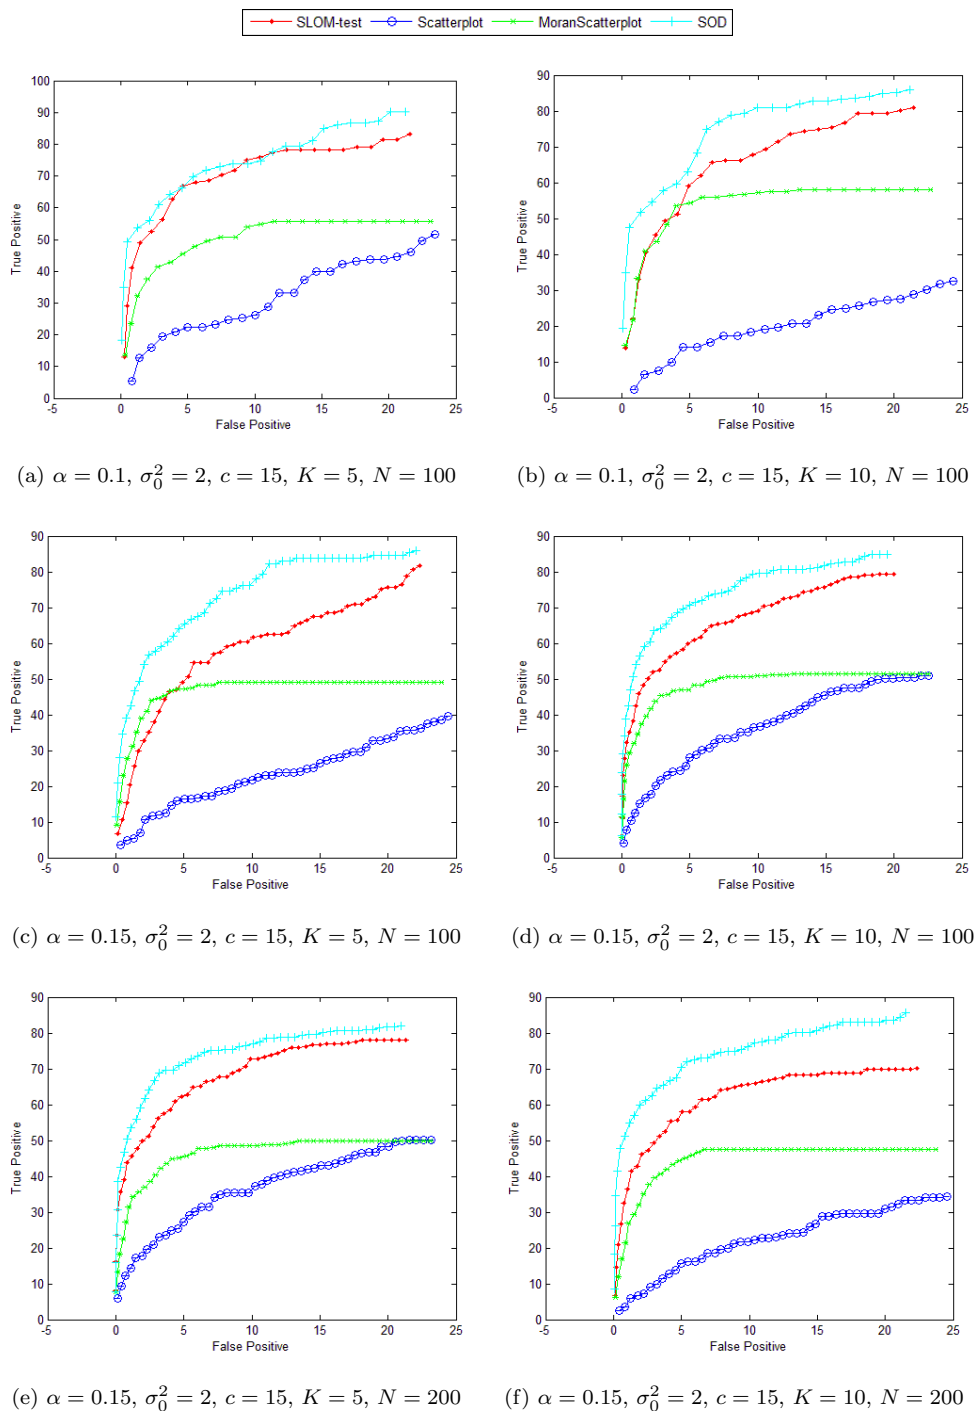 SLOM-test Scatterplot MoranScatterplot SOD
100
90
80
70
60
50
40
30
20
10
0
True Positive
-5 0 5 10 15 20 25
False Positive
90
80
70
60
50
40
30
20
10
0
True Positive
-5 0 5 10 15 20 25
False Positive
(a) α = 0.1, σ₀² = 2, c = 15, K = 5, N = 100
(b) α = 0.1, σ₀² = 2, c = 15, K = 10, N = 100
90
80
70
60
50
40
30
20
10
0
True Positive
-5 0 5 10 15 20 25
False Positive
90
80
70
60
50
40
30
20
10
0
True Positive
-5 0 5 10 15 20 25
False Positive
(c) α = 0.15, σ₀² = 2, c = 15, K = 5, N = 100
(d) α = 0.15, σ₀² = 2, c = 15, K = 10, N = 100
90
80
70
60
50
40
30
20
10
0
True Positive
-5 0 5 10 15 20 25
False Positive
90
80
70
60
50
40
30
20
10
0
True Positive
-5 0 5 10 15 20 25
False Positive
(e) α = 0.15, σ₀² = 2, c = 15, K = 5, N = 200
(f) α = 0.15, σ₀² = 2, c = 15, K = 10, N = 200